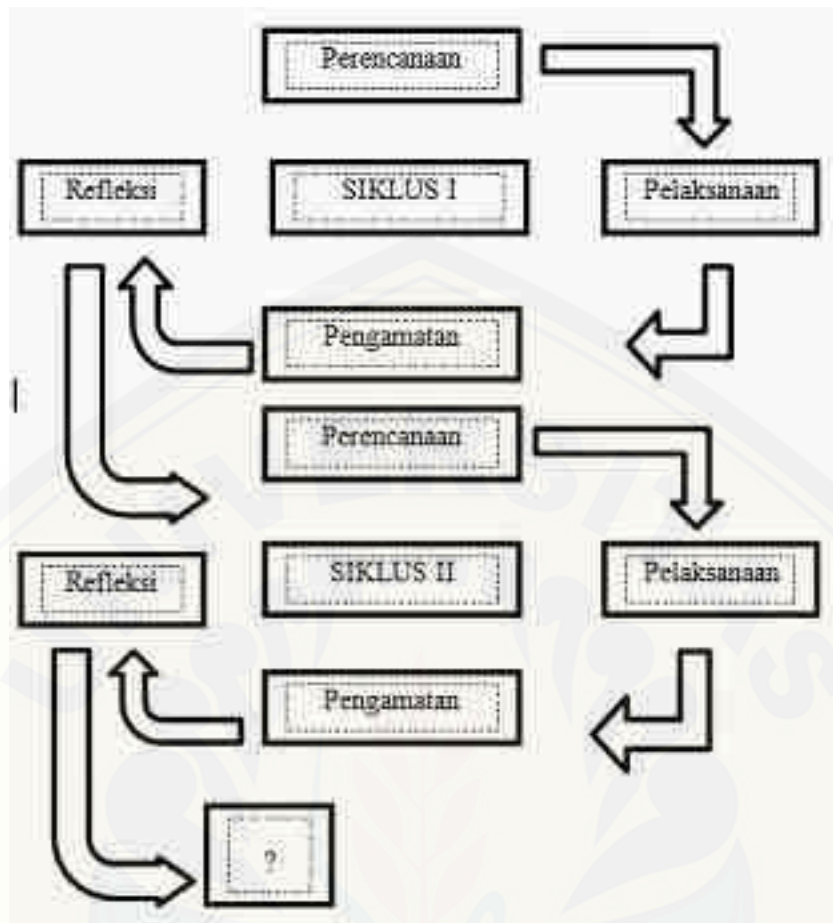 Perencanaan
Refleksi
SIKLUS I
Pelaksanaan
Pengamatan
Perencanaan
Refleksi
SIKLUS II
Pelaksanaan
Pengamatan
?